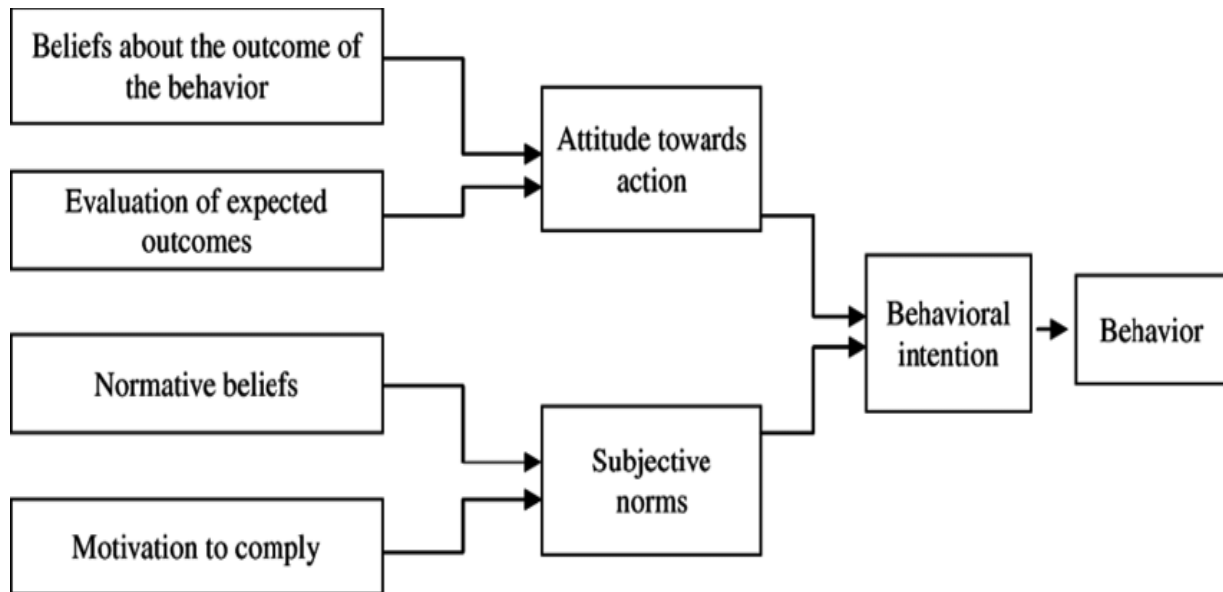 Beliefs about the outcome of
the behavior
Evaluation of expected
outcomes
Normative beliefs
Motivation to comply
Attitude towards
action
Subjective
norms
Behavioral
intention
Behavior